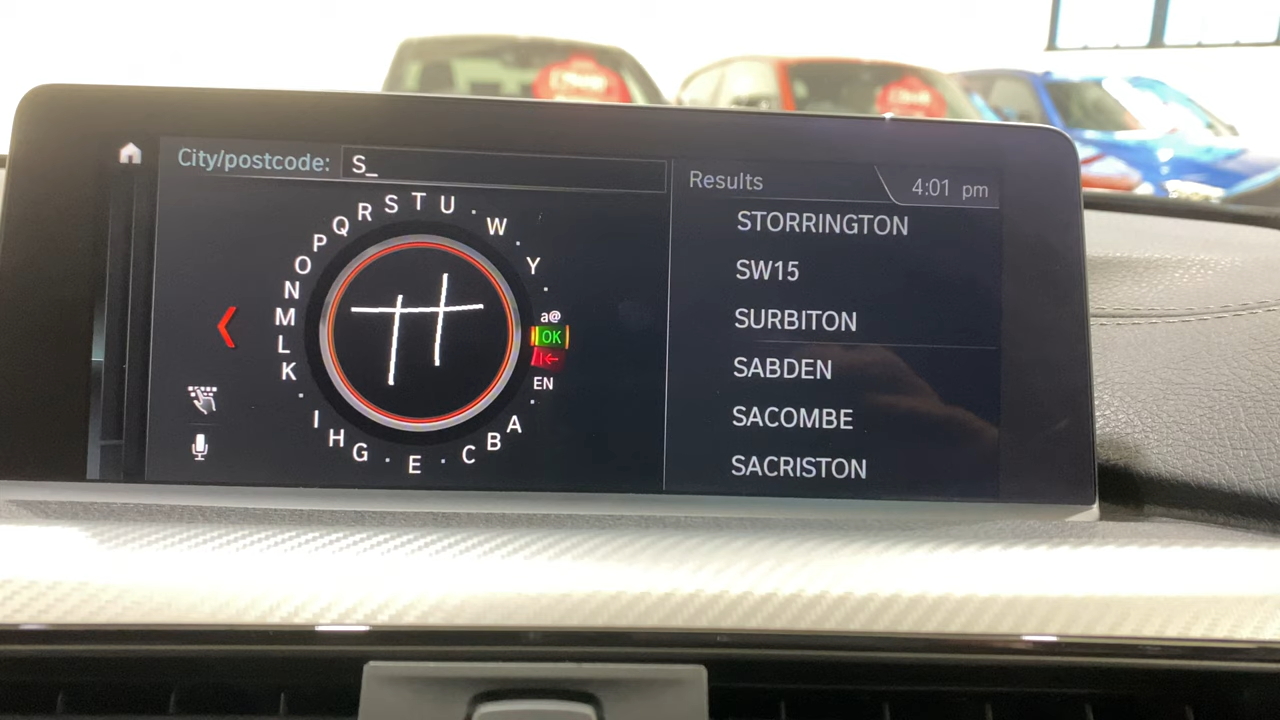 City/postcode: S_
Results
4:01 pm
STORRINGTON
SW15
SURBITON
SABDEN
SACOMBE
SACRISTON
A B C · E · G H I · K L M N O P Q R S T U · W · Y ·
a@
OK
EN